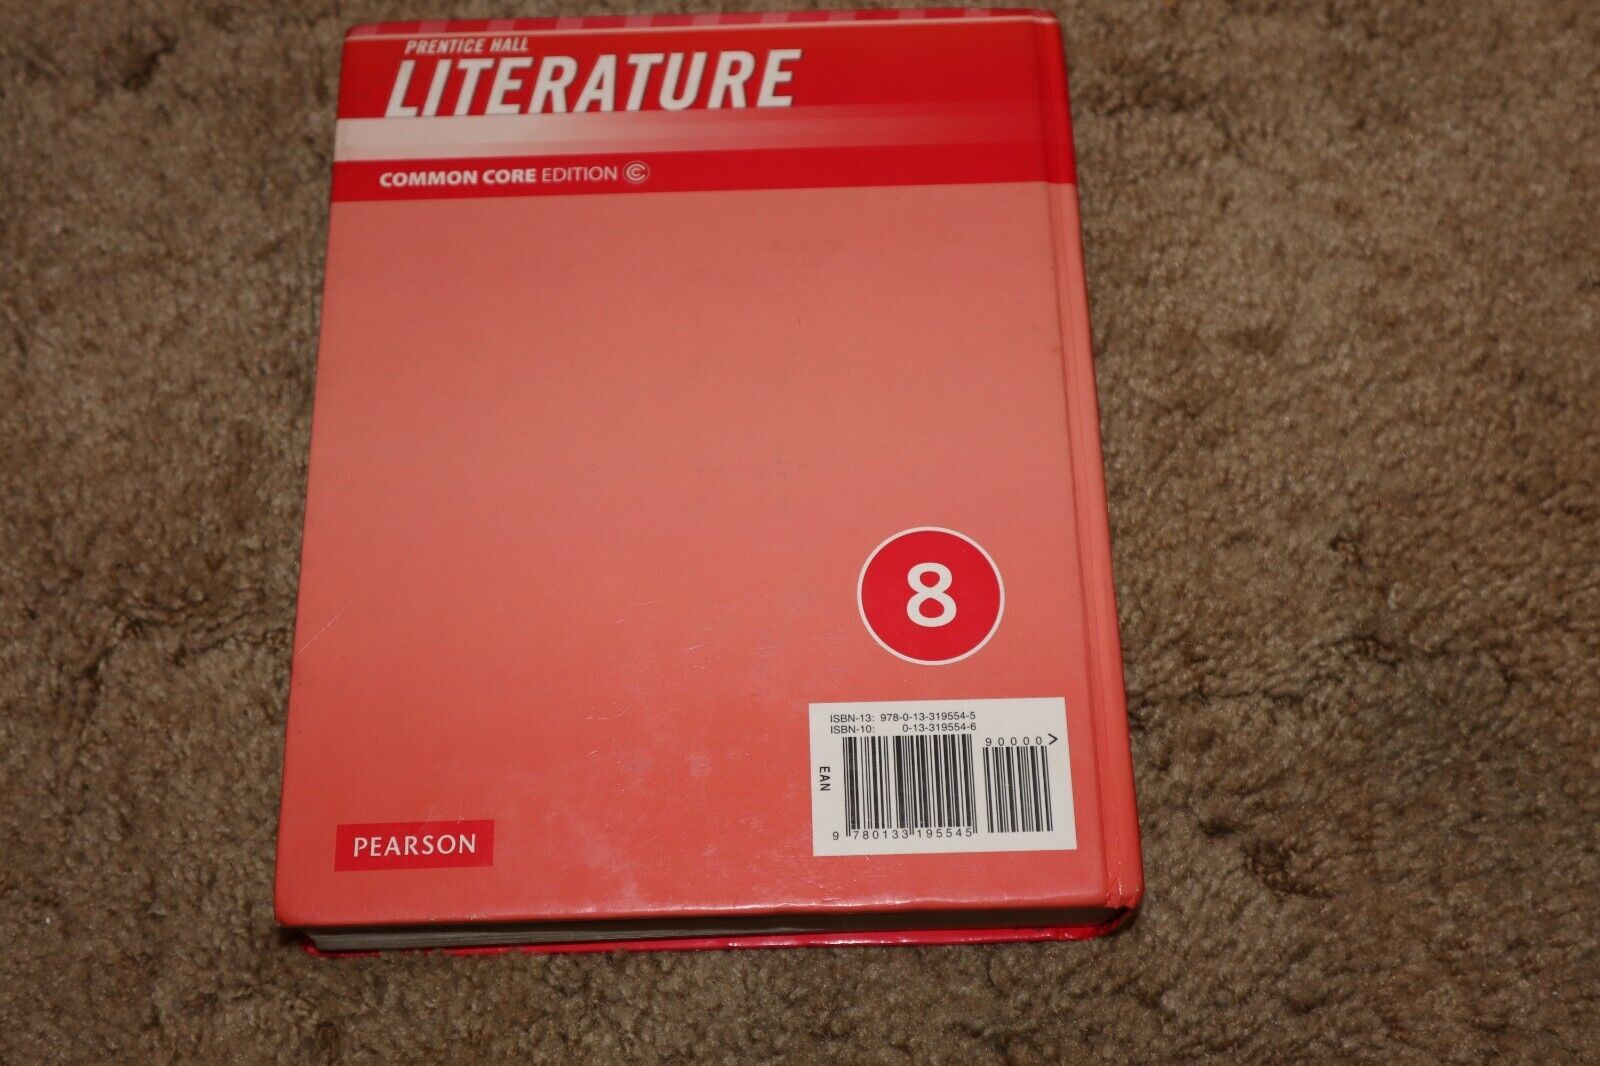 PRENTICE HALL
LITERATURE
COMMON CORE EDITION ©
8
ISBN-13: 978-0-13-319554-5
ISBN-10: 0-13-319554-6
90000>
EAN
9 780133 195545
PEARSON